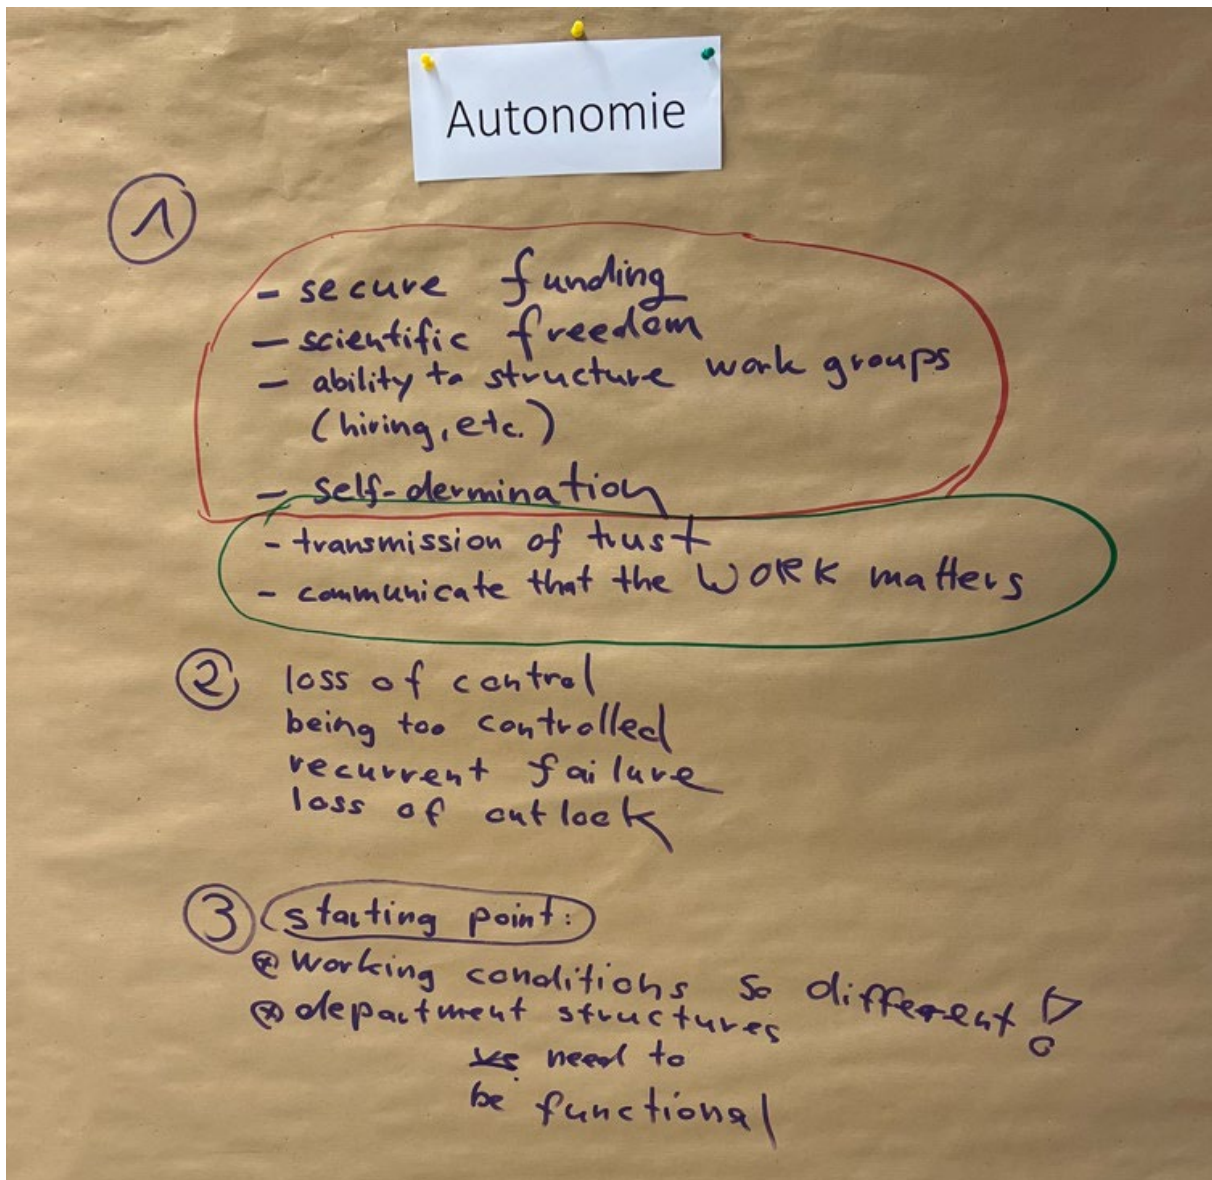 Autonomie
1
- secure funding
- scientific freedom
- ability to structure work groups
(hiring, etc.)
- self-dermination
- transmission of trust
- communicate that the WORK matters
2 loss of control
being too controlled
recurrent failure
loss of outlook
3 starting point:
* working conditions so different!
* department structures
need to
be functional